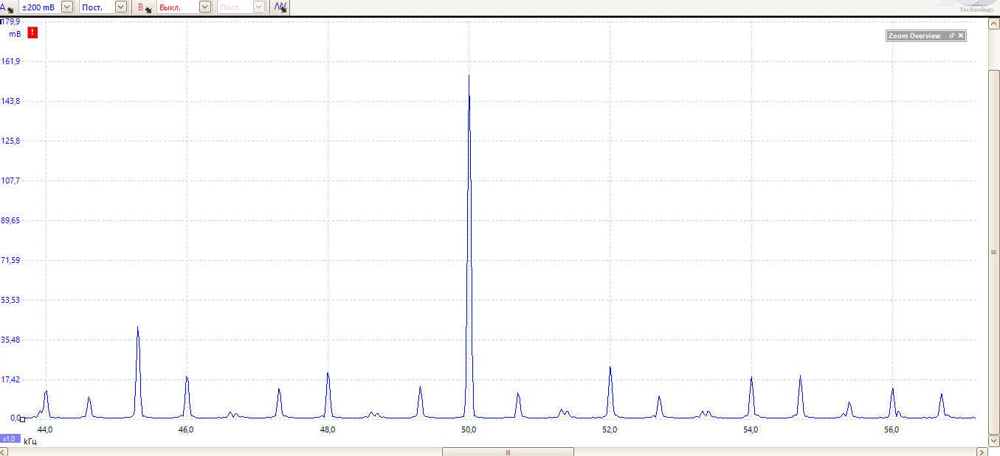 A ±200 mВ Пост. B Выкл. Пост.
Technology
179,9
mВ !
Zoom Overview
161,9
143,8
125,8
107,7
89,65
71,59
53,53
35,48
17,42
0,0
44,0 46,0 48,0 50,0 52,0 54,0 56,0
x1,0 кГц